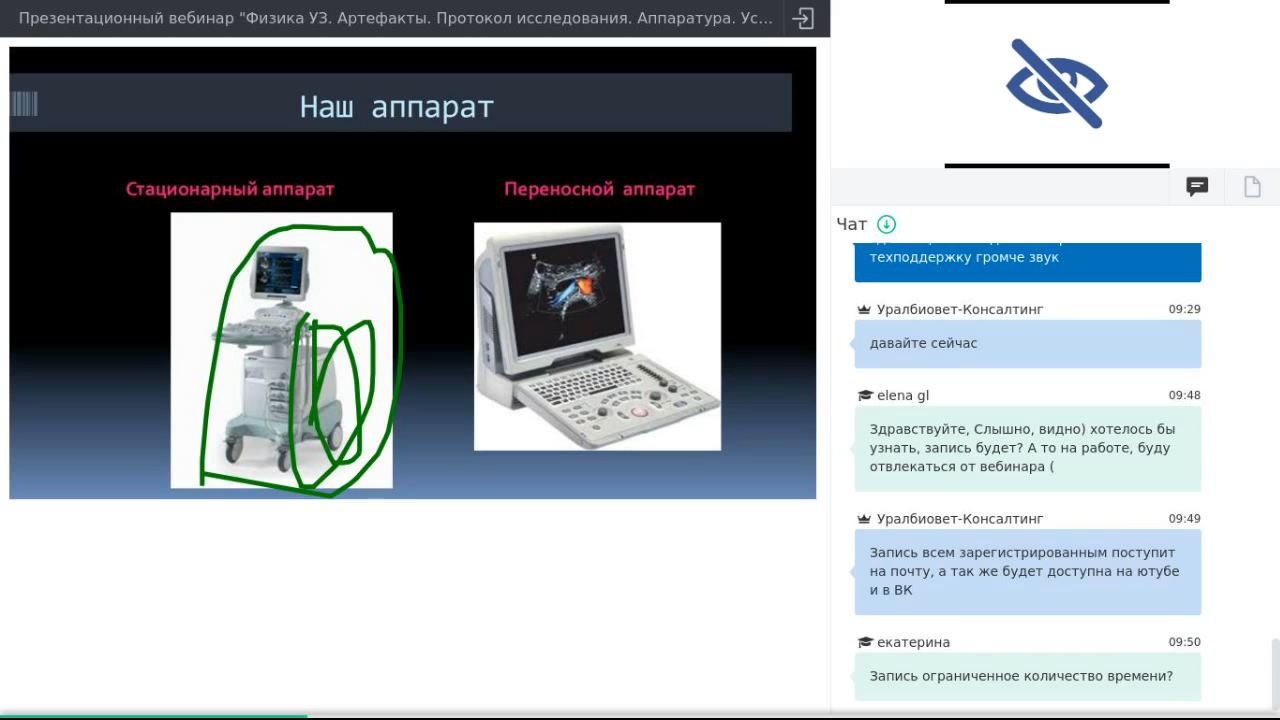 Презентационный вебинар "Физика УЗ. Артефакты. Протокол исследования. Аппаратура. Ус...
Наш аппарат
Стационарный аппарат
Переносной аппарат
Чат
техподдержку громче звук
Уралбиовет-Консалтинг 09:29
давайте сейчас
elena gl 09:48
Здравствуйте, Слышно, видно) хотелось бы
узнать, запись будет? А то на работе, буду
отвлекаться от вебинара (
Уралбиовет-Консалтинг 09:49
Запись всем зарегистрированным поступит
на почту, а так же будет доступна на ютубе
и в ВК
екатерина 09:50
Запись ограниченное количество времени?